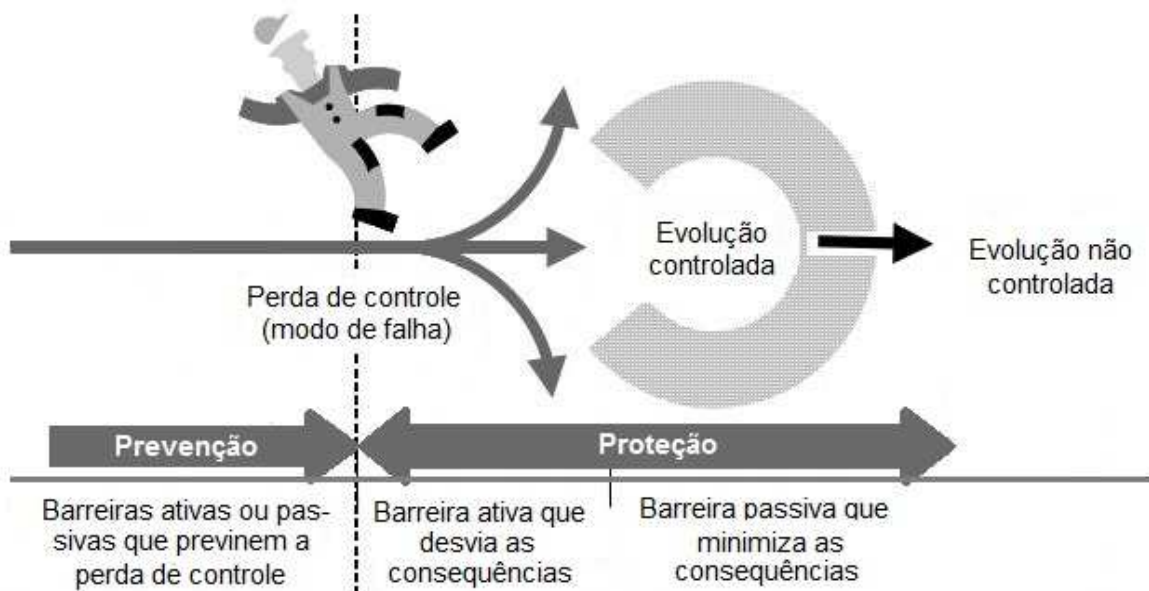 Evolução
controlada
Evolução não
controlada
Perda de controle
(modo de falha)
Prevenção
Proteção
Barreiras ativas ou pas-
sivas que previnem a
perda de controle
Barreira ativa que
desvia as
consequências
Barreira passiva que
minimiza as
consequências